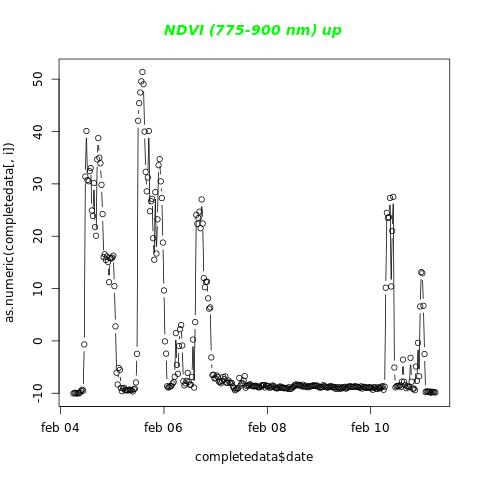 NDVI (775-900 nm) up
as.numeric(completedata[, i])
50
40
30
20
10
0
-10
feb 04
feb 06
feb 08
feb 10
completedata$date